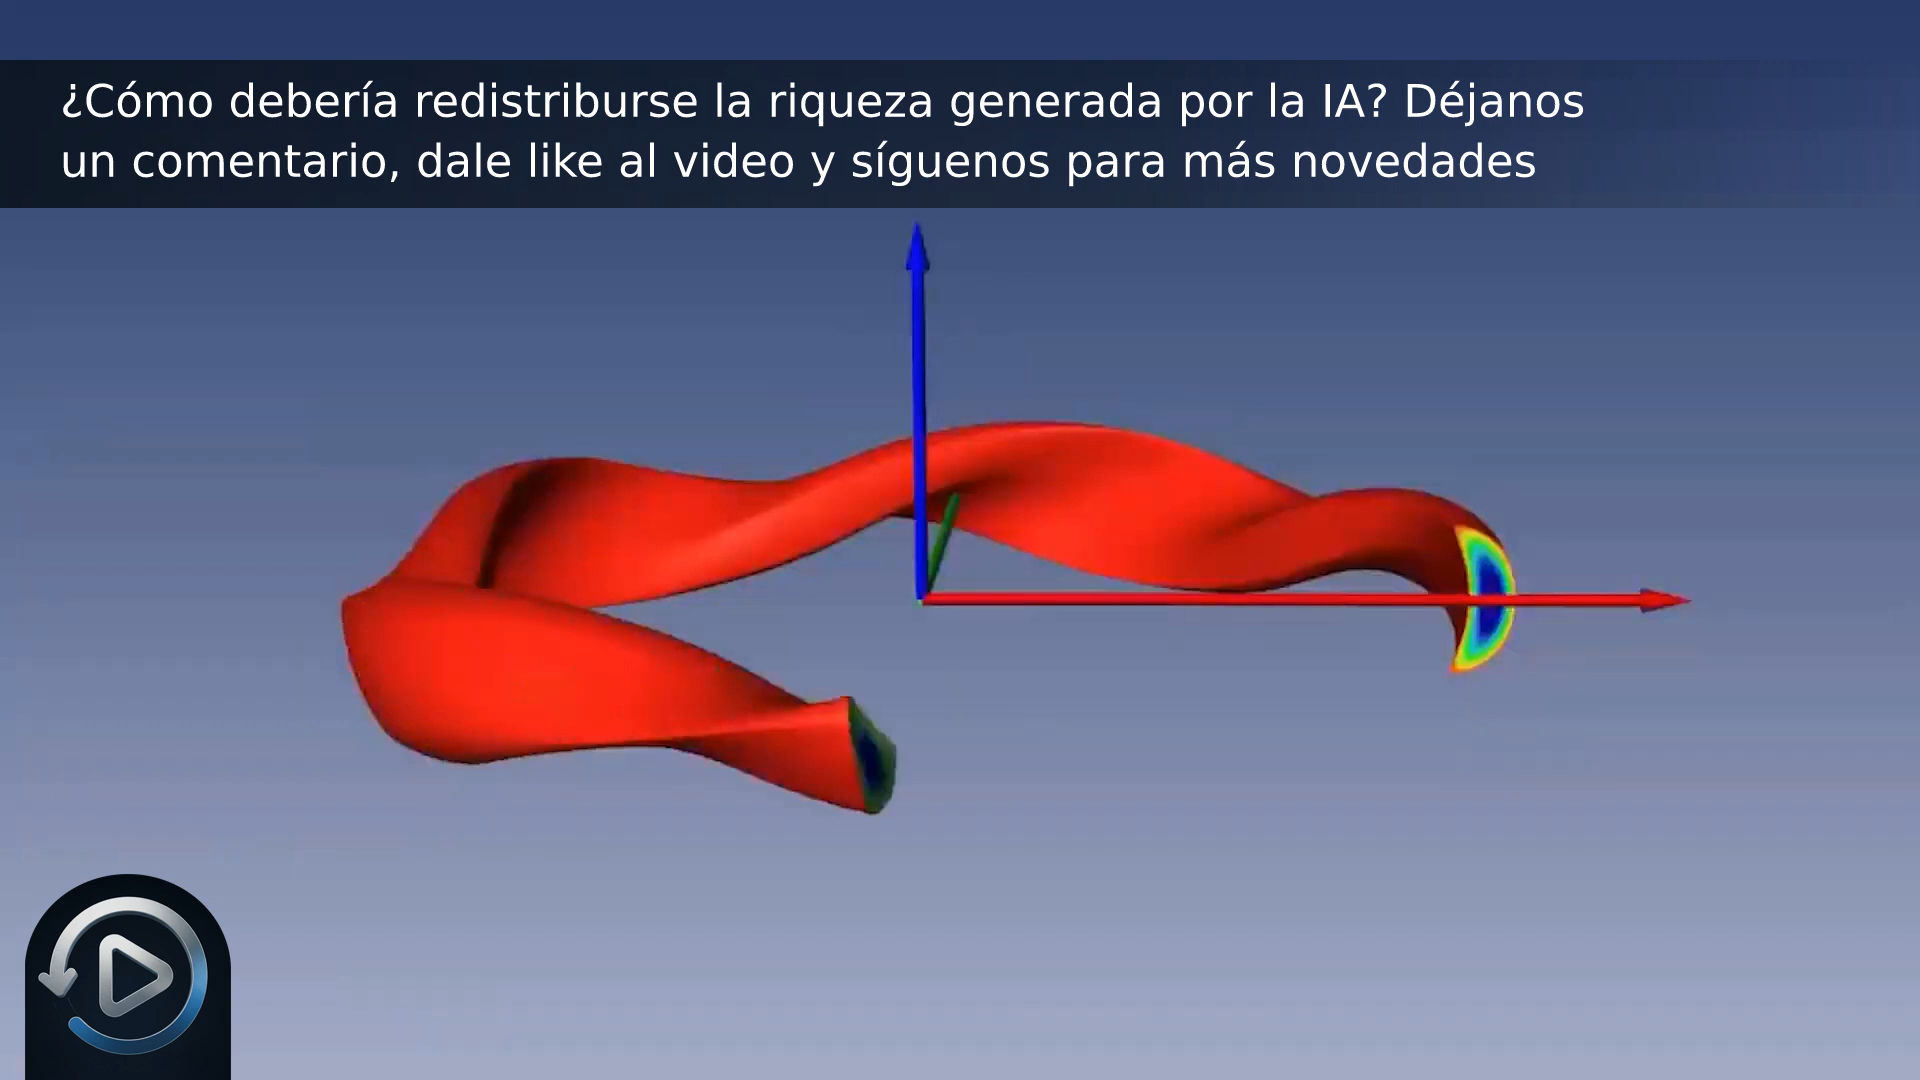 ¿Cómo debería redistriburse la riqueza generada por la IA? Déjanos
un comentario, dale like al video y síguenos para más novedades